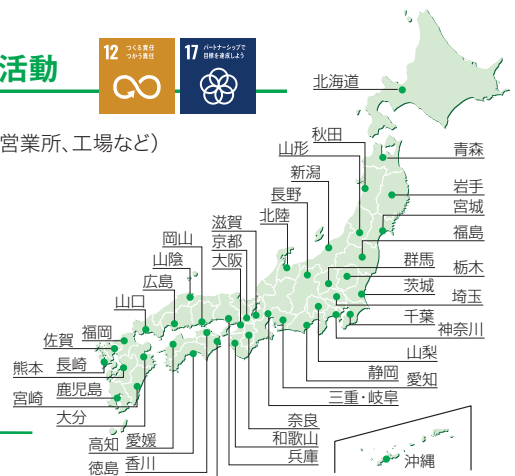 活動
12 つくる責任
つかう責任
17 パートナーシップで
目標を達成しよう
営業所、工場など）
北海道
秋田
山形
新潟
長野
北陸
青森
岩手
宮城
福島
群馬
栃木
茨城
埼玉
千葉
神奈川
山梨
静岡
愛知
三重・岐阜
滋賀
京都
大阪
岡山
山陰
広島
山口
福岡
佐賀
長崎
熊本
鹿児島
宮崎
大分
高知
愛媛
徳島
香川
奈良
和歌山
兵庫
沖縄